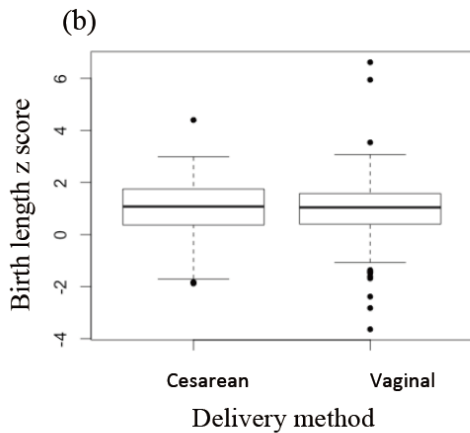 (b)
Birth length z score
6
4
2
0
-2
-4
Cesarean Vaginal
Delivery method